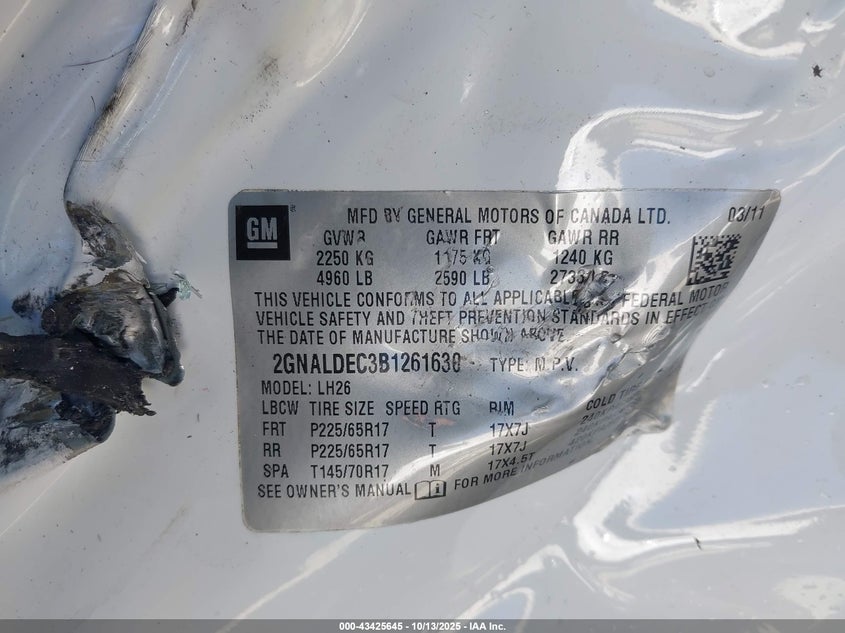 GM ®
MFD BY GENERAL MOTORS OF CANADA LTD. 03/11
GVWR GAWR FRT GAWR RR
2250 KG 1175 KG 1240 KG
4960 LB 2590 LB
THIS VEHICLE CONFORMS TO ALL APPLICABLE FEDERAL MOTOR
VEHICLE SAFETY AND THEFT PREVENTION STANDARDS IN EFFECT
THE DATE OF MANUFACTURE SHOWN ABOVE.
2GNALDEC3B1261630 TYPE: M.P.V.
MODEL: LH26
LBCW TIRE SIZE SPEED RTG RIM COLD
FRT P225/65R17 T 17X7J
RR P225/65R17 T 17X7J
SPA T145/70R17 M 17X4.5T
SEE OWNER'S MANUAL FOR MORE INFORMATION
000-43425645 - 10/13/2025 - IAA Inc.